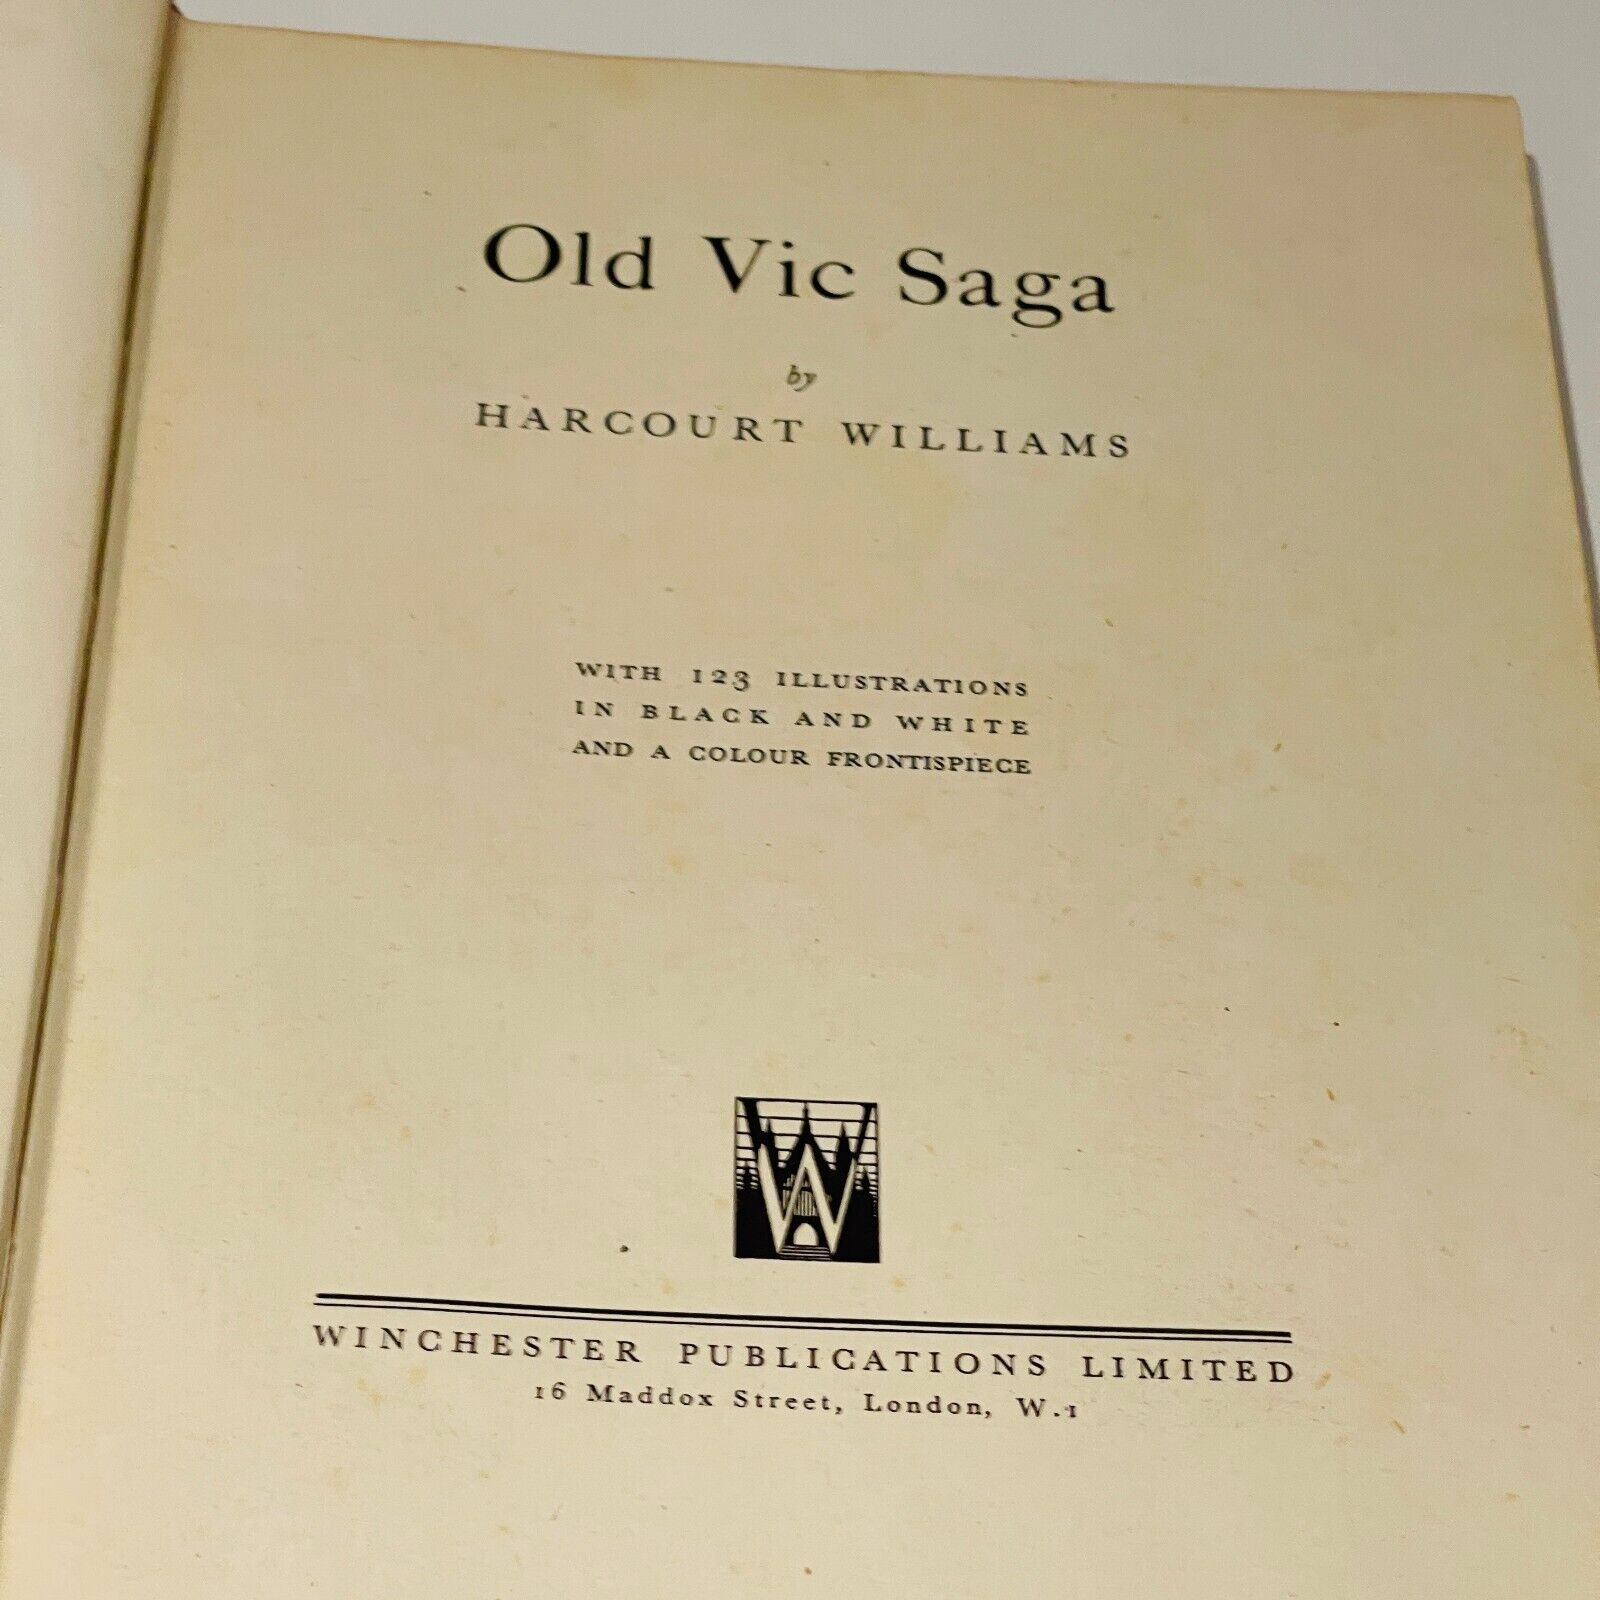 Old Vic Saga
by
HARCOURT WILLIAMS
WITH 123 ILLUSTRATIONS
IN BLACK AND WHITE
AND A COLOUR FRONTISPIECE
W
WINCHESTER PUBLICATIONS LIMITED
16 Maddox Street, London, W.1